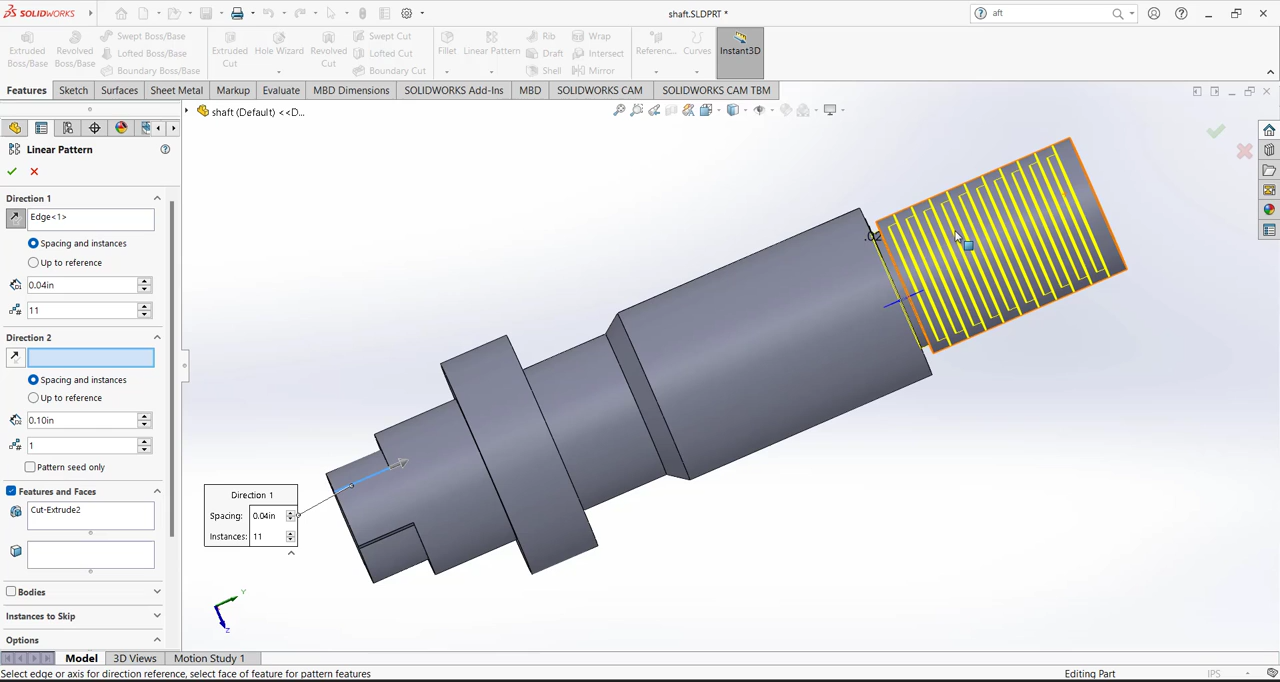 SOLIDWORKS
shaft.SLDPRT *
aft
Extruded Boss/Base
Revolved Boss/Base
Swept Boss/Base
Lofted Boss/Base
Boundary Boss/Base
Extruded Cut
Hole Wizard
Revolved Cut
Swept Cut
Lofted Cut
Boundary Cut
Fillet
Linear Pattern
Rib
Draft
Shell
Wrap
Intersect
Mirror
Referenc...
Curves
Instant3D
Features
Sketch
Surfaces
Sheet Metal
Markup
Evaluate
MBD Dimensions
SOLIDWORKS Add-Ins
MBD
SOLIDWORKS CAM
SOLIDWORKS CAM TBM
shaft (Default) <<D...
Linear Pattern
Direction 1
Edge<1>
Spacing and instances
Up to reference
0.04in
11
Direction 2
Spacing and instances
Up to reference
0.10in
1
Pattern seed only
Features and Faces
Cut-Extrude2
Bodies
Instances to Skip
Options
.02
Direction 1
Spacing: 0.04in
Instances: 11
Y
Z
Model
3D Views
Motion Study 1
Select edge or axis for direction reference, select face of feature for pattern features
Editing Part
IPS